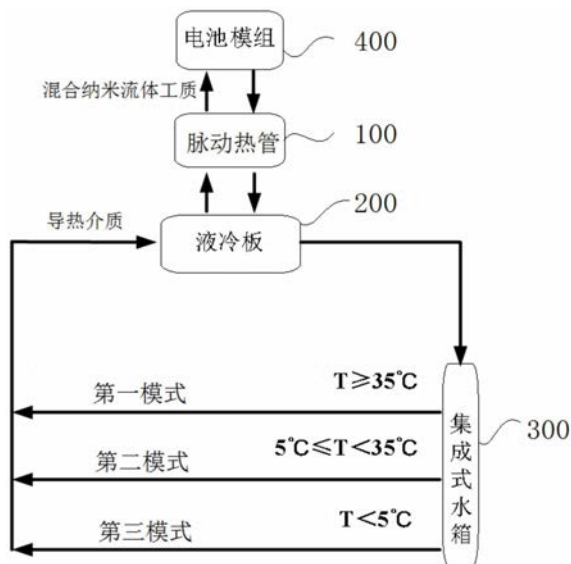 电池模组
400
混合纳米流体工质
脉动热管
100
200
导热介质
液冷板
T≥35℃
第一模式
5℃≤T<35℃
第二模式
T<5℃
第三模式
集成式水箱
300